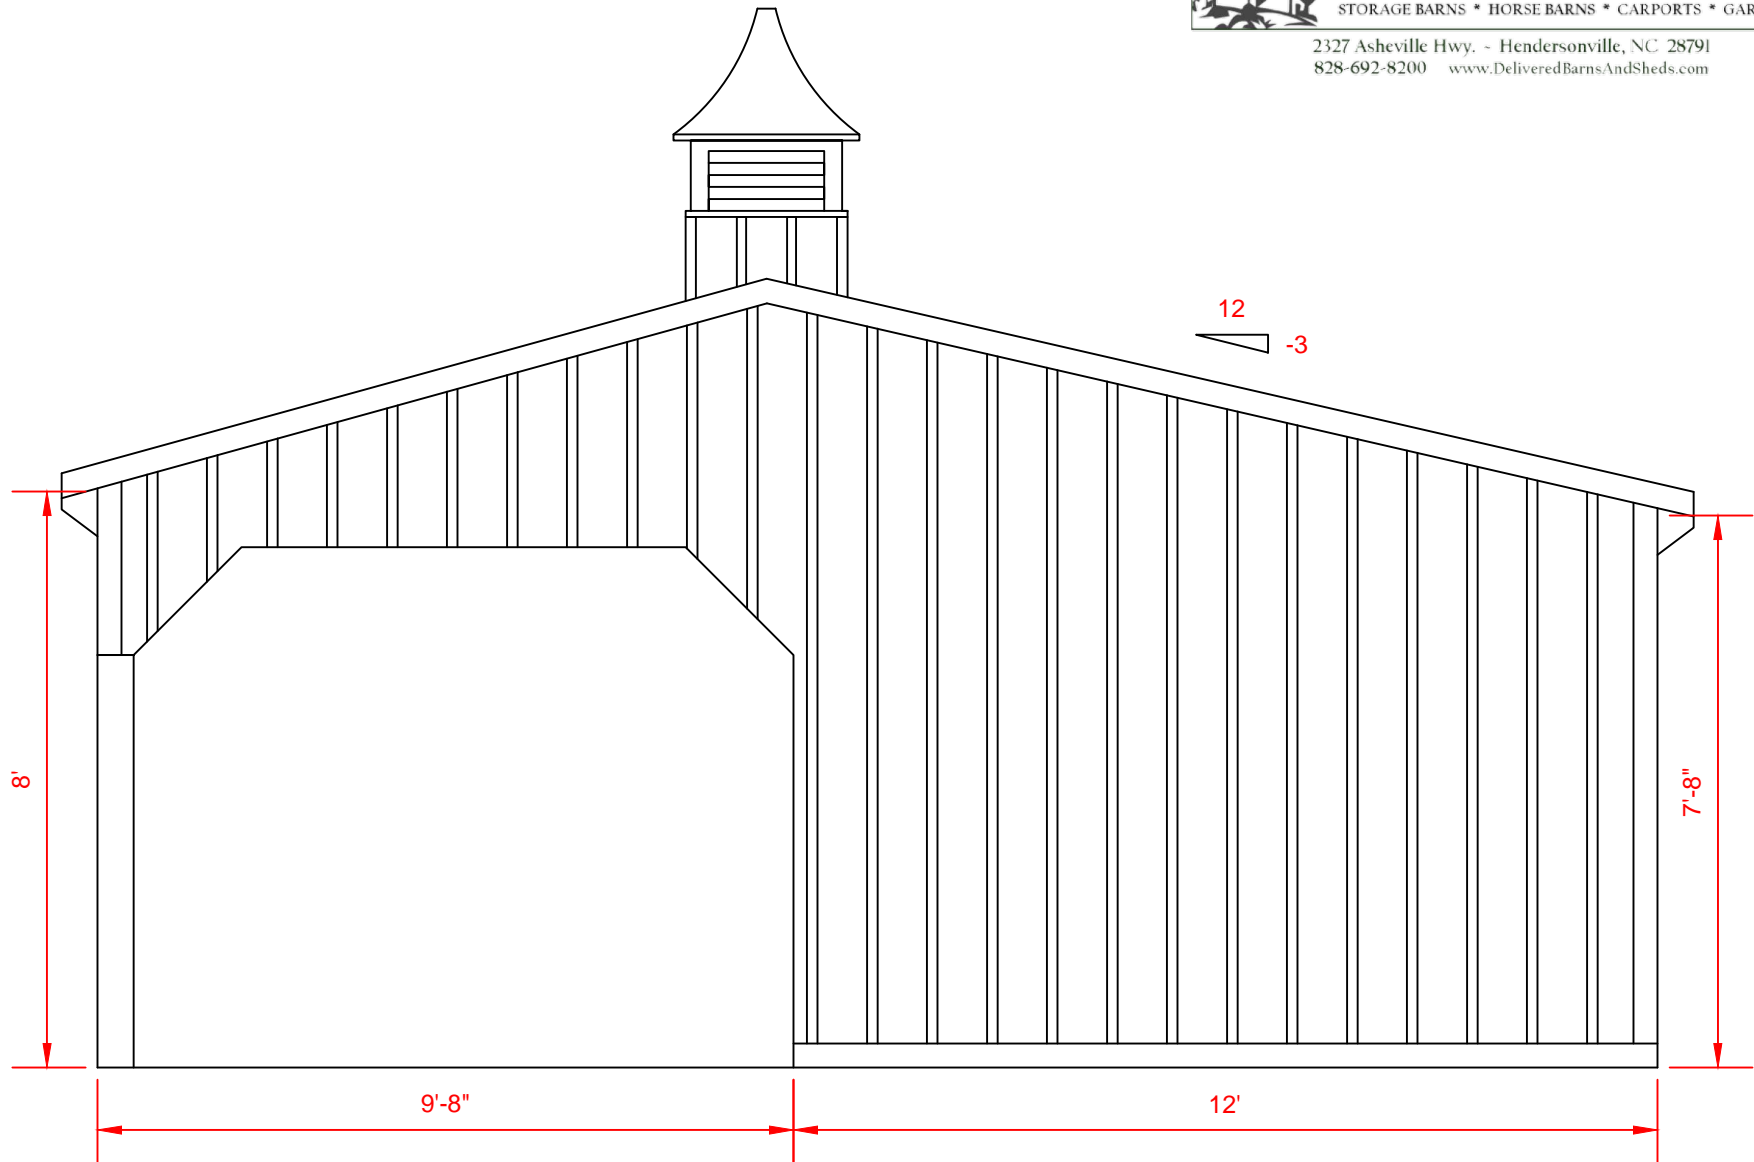 STORAGE BARNS * HORSE BARNS * CARPORTS * GAR
2327 Asheville Hwy. - Hendersonville, NC 28791
828-692-8200 www.DeliveredBarnsAndSheds.com
12
-3
8'
7'-8"
9'-8"
12'